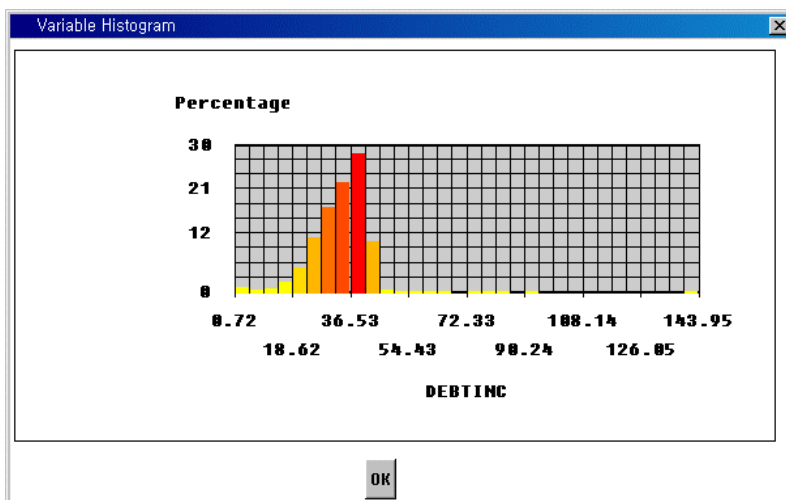 Variable Histogram
Percentage
30
21
12
0
0.72 36.53 72.33 108.14 143.95
18.62 54.43 90.24 126.05
DEBTINC
OK